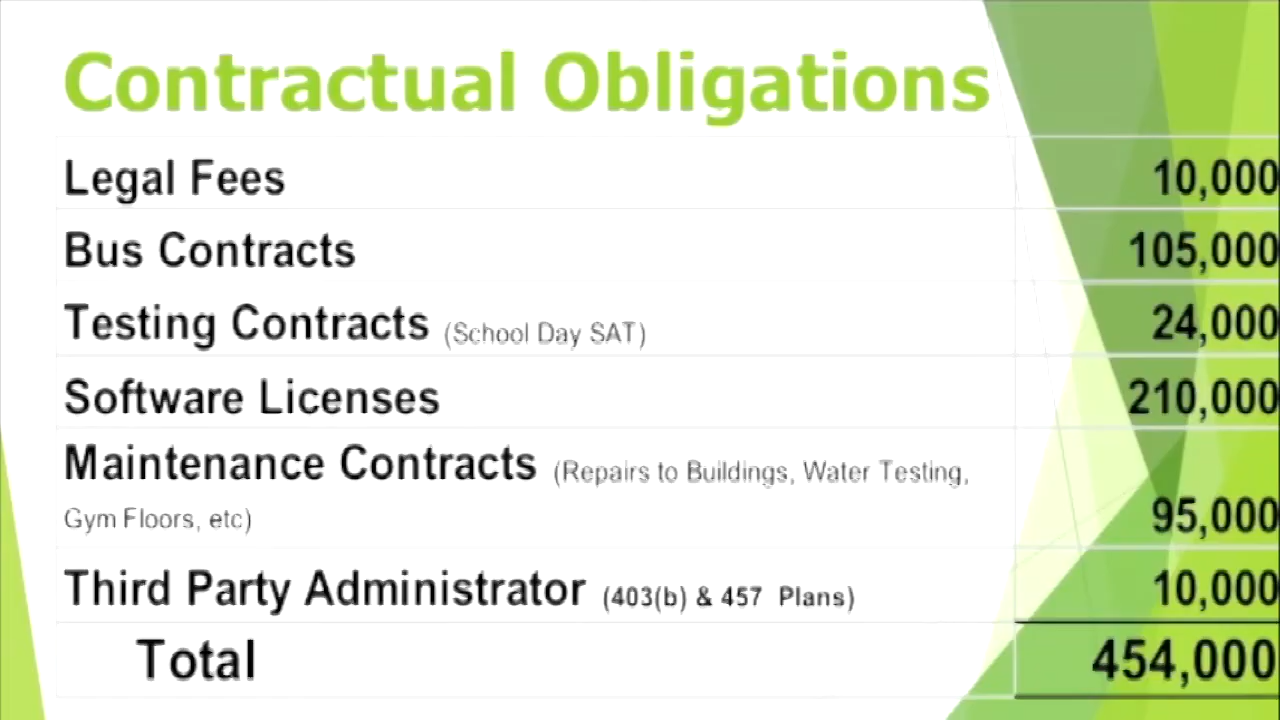 Contractual Obligations
Legal Fees 10,000
Bus Contracts 105,000
Testing Contracts (School Day SAT) 24,000
Software Licenses 210,000
Maintenance Contracts (Repairs to Buildings, Water Testing,
Gym Floors, etc) 95,000
Third Party Administrator (403(b) & 457 Plans) 10,000
Total 454,000